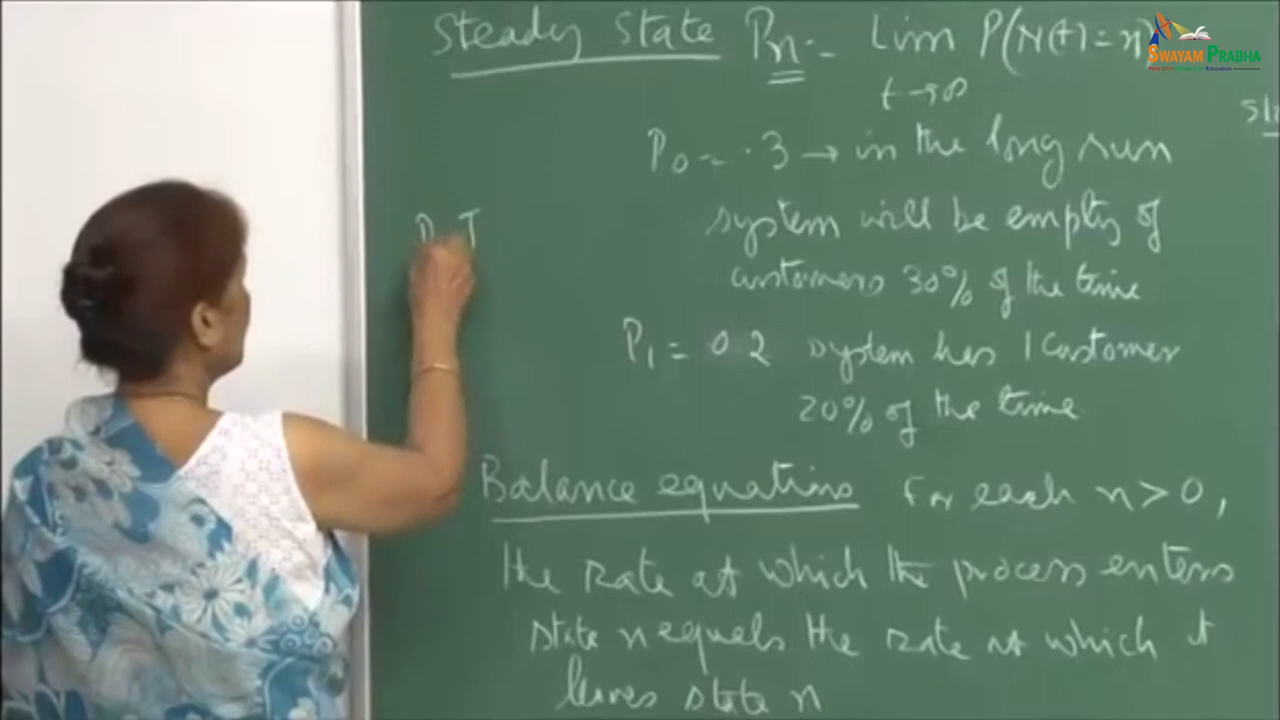 Steady State Pn = Lim P(N(t) = n)
t → ∞
SWAYAM PRABHA
P0 = .3 → in the long run
system will be empty of
customers 30% of the time
P1 = 0.2 system has 1 customer
20% of the time
Balance equations For each n > 0,
the rate at which the process enters
state n equals the rate at which it
leaves state n